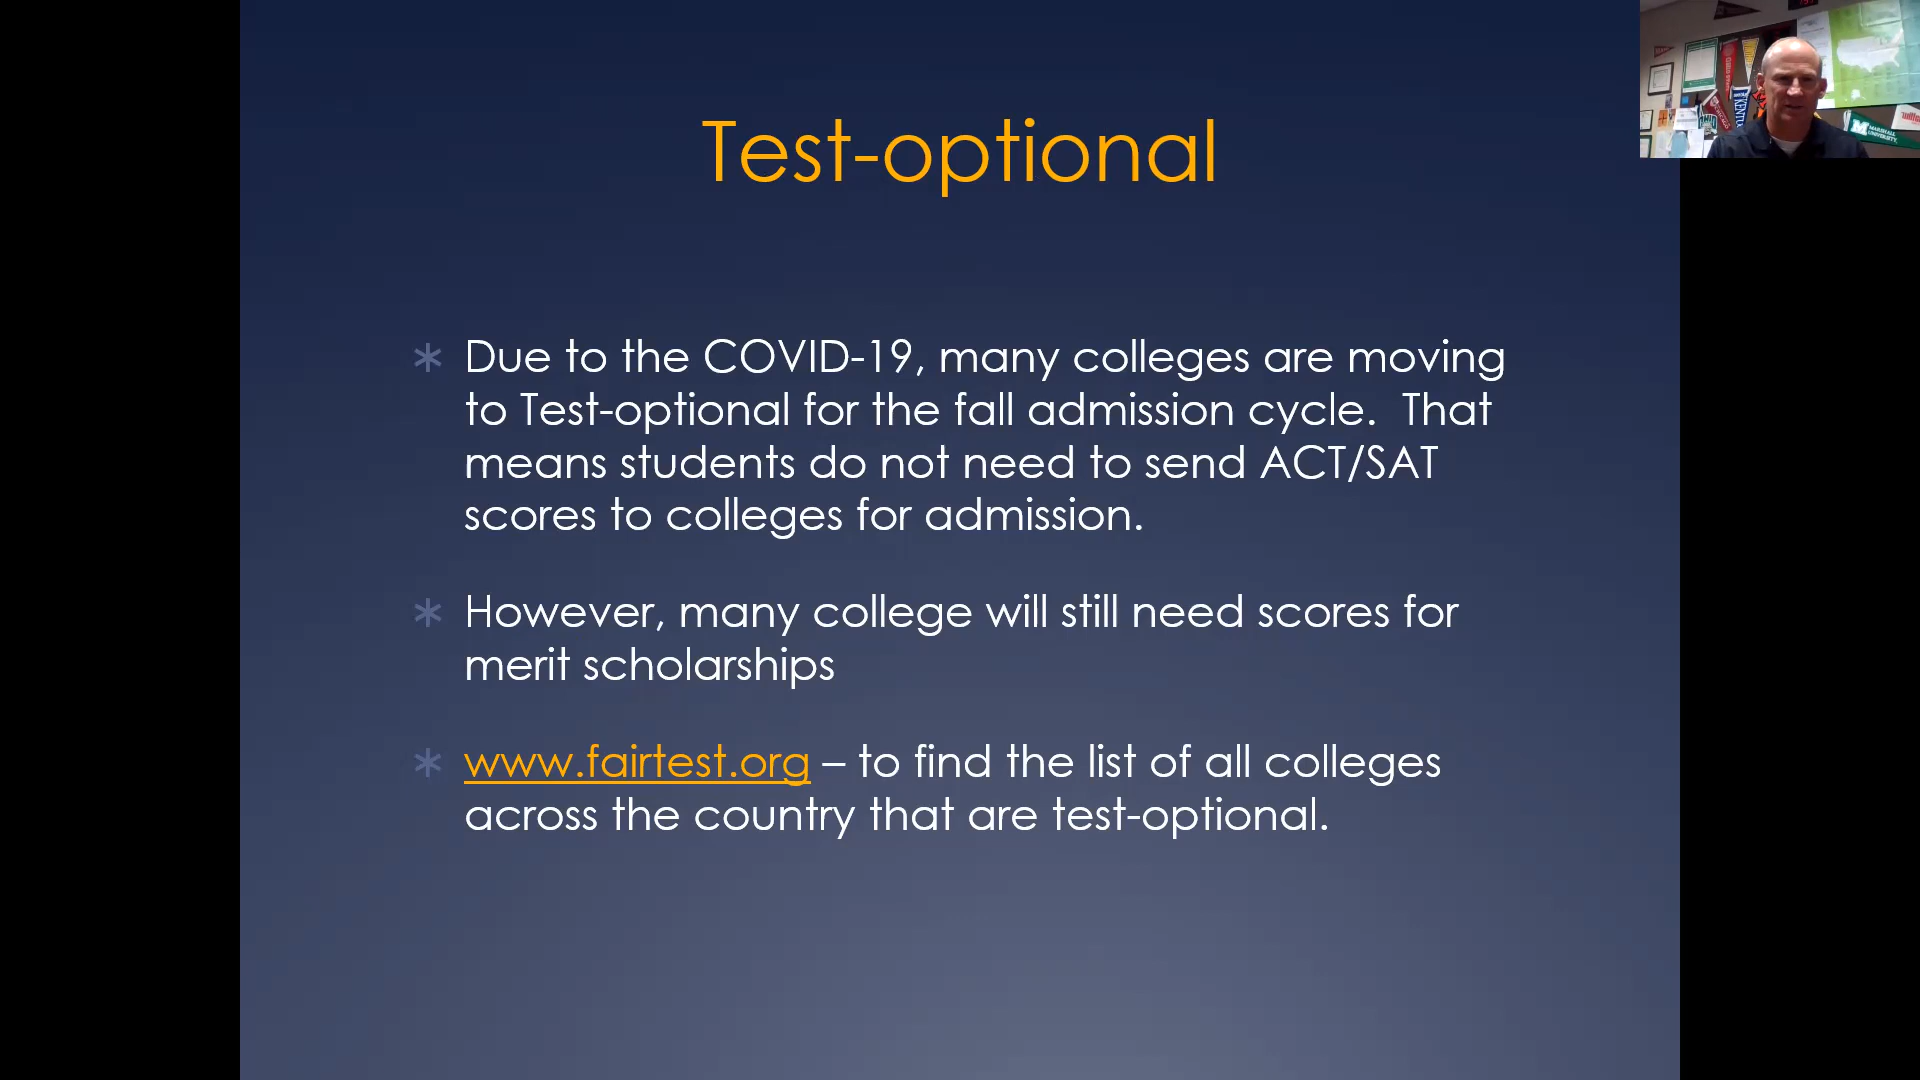 Test-optional
Due to the COVID-19, many colleges are moving
to Test-optional for the fall admission cycle.  That
means students do not need to send ACT/SAT
scores to colleges for admission.
However, many college will still need scores for
merit scholarships
www.fairtest.org – to find the list of all colleges
across the country that are test-optional.
MARSHALL
UNIVERSITY